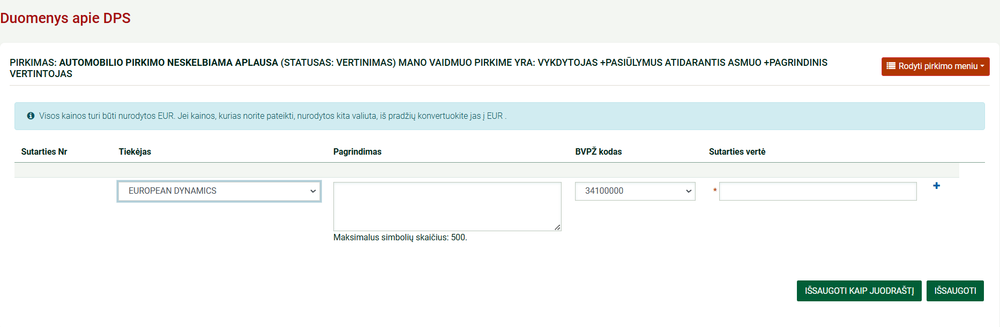 Duomenys apie DPS
PIRKIMAS: AUTOMOBILIO PIRKIMO NESKELBIAMA APLAUSA (STATUSAS: VERTINIMAS) MANO VAIDMUO PIRKIME YRA: VYKDYTOJAS +PASIŪLYMUS ATIDARANTIS ASMUO +PAGRINDINIS
VERTINTOJAS
Rodyti pirkimo meniu
Visos kainos turi būti nurodytos EUR. Jei kainos, kurias norite pateikti, nurodytos kita valiuta, iš pradžių konvertuokite jas į EUR .
Sutarties Nr Tiekėjas Pagrindimas BVPŽ kodas Sutarties vertė
EUROPEAN DYNAMICS 34100000 *
Maksimalus simbolių skaičius: 500.
IŠSAUGOTI KAIP JUODRAŠTĮ IŠSAUGOTI